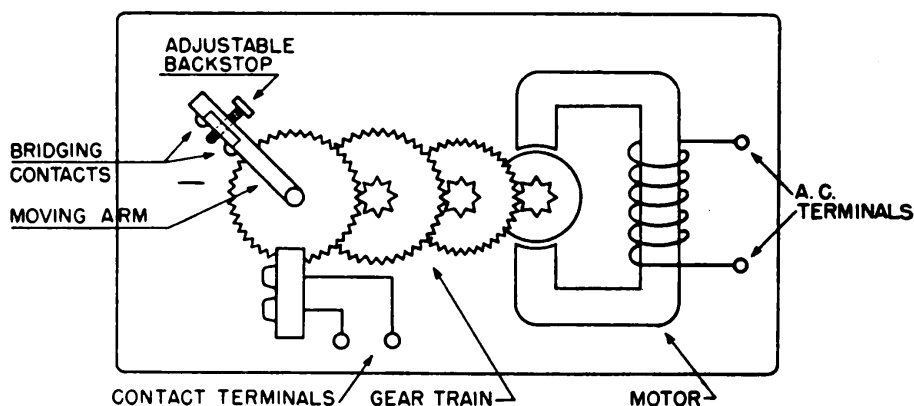 ADJUSTABLE
BACKSTOP
BRIDGING
CONTACTS
MOVING ARM
A.C.
TERMINALS
CONTACT TERMINALS
GEAR TRAIN
MOTOR